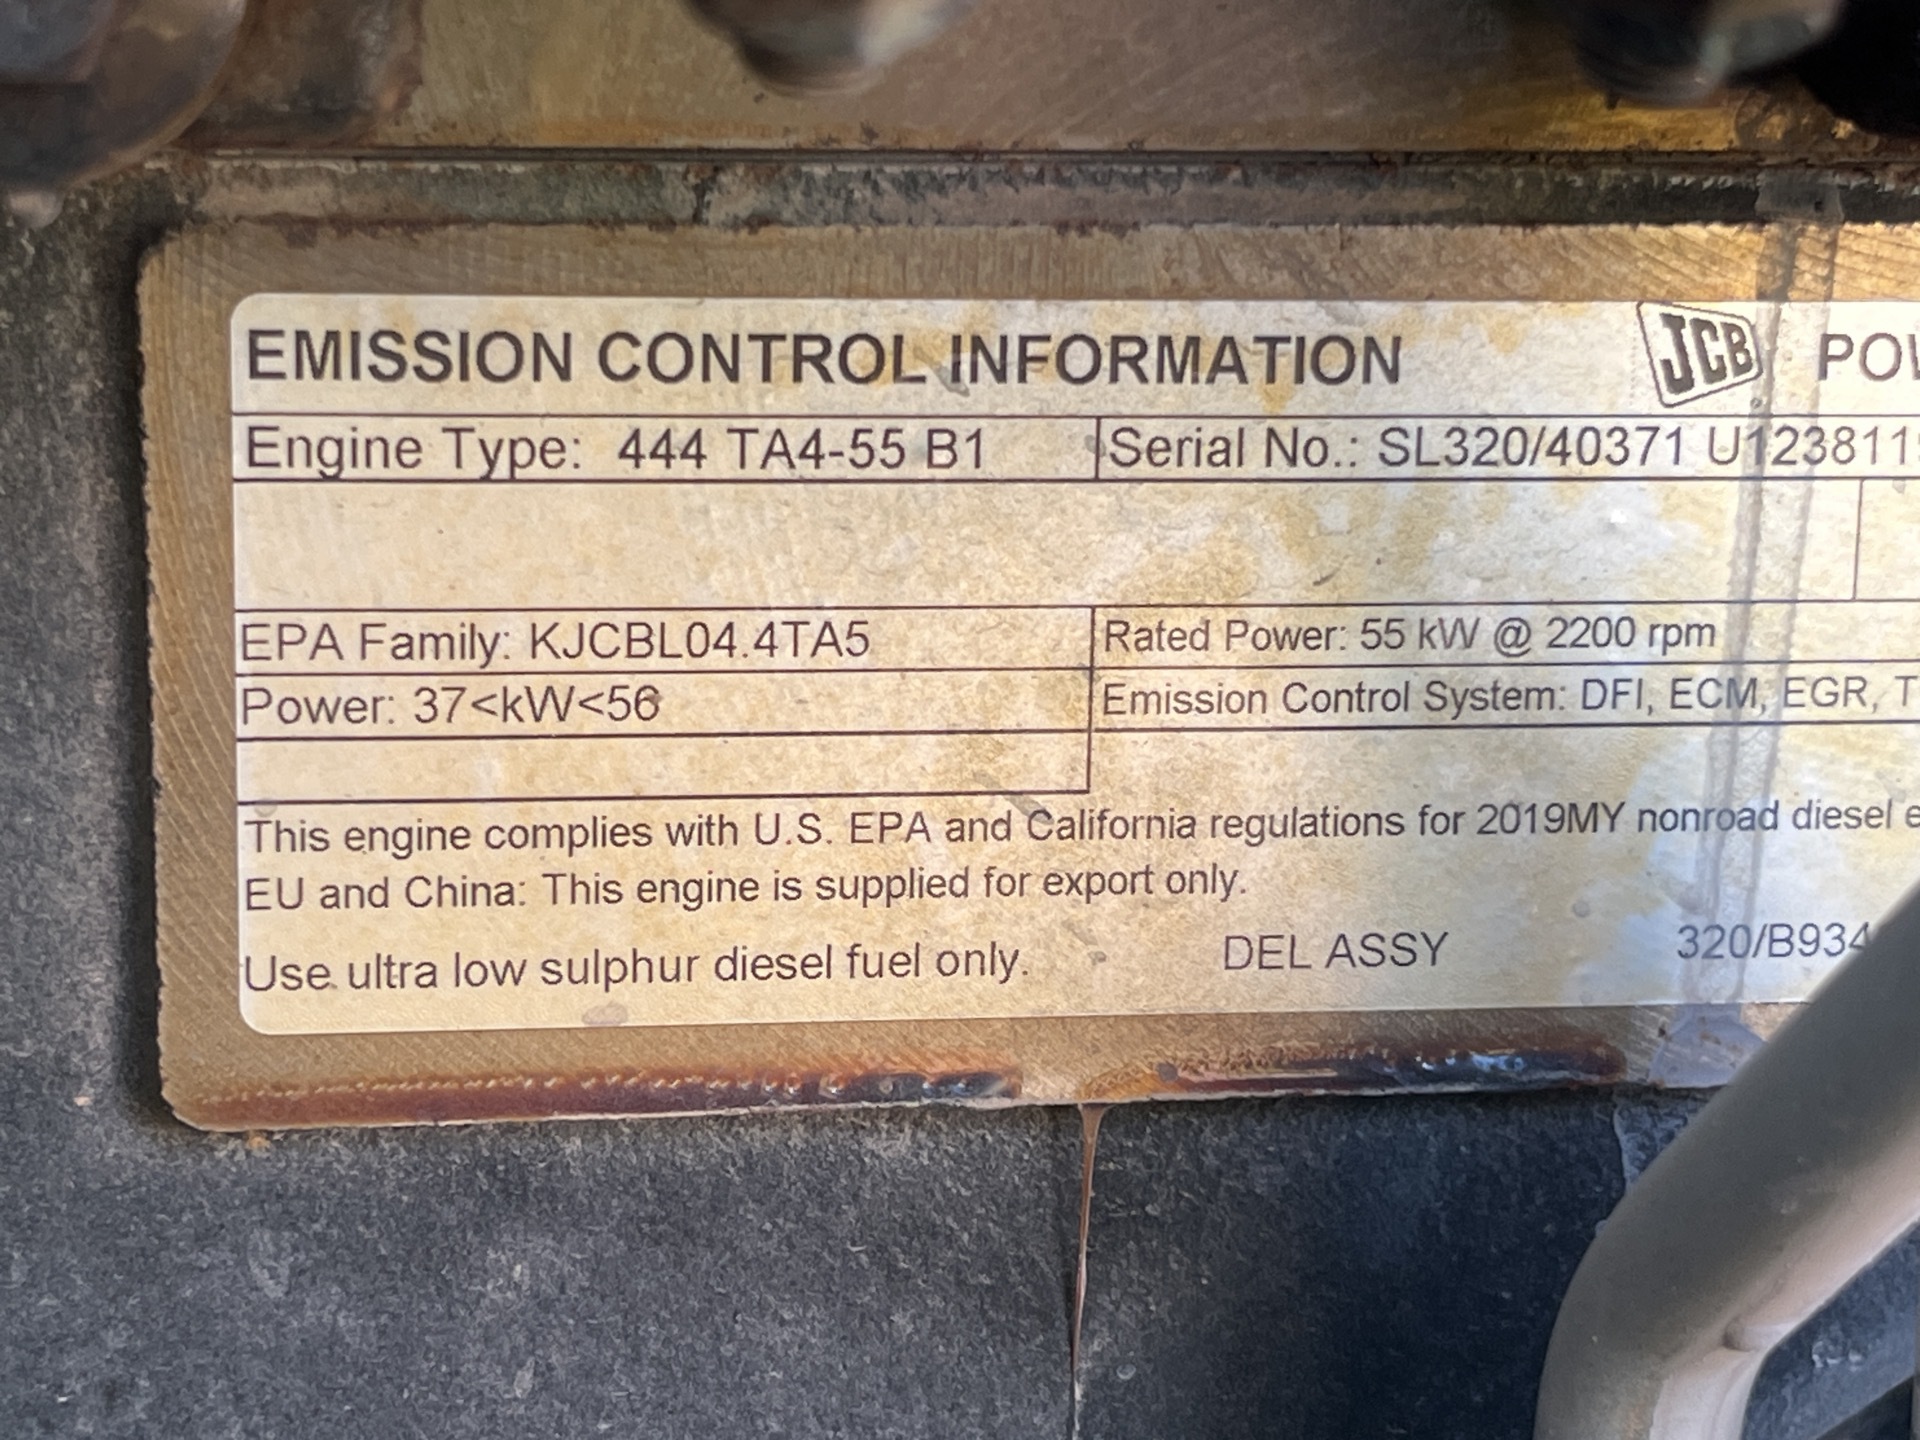 EMISSION CONTROL INFORMATION JCB
Engine Type: 444 TA4-55 B1 Serial No.: SL320/40371
EPA Family: KJCBL04.4TA5 Rated Power: 55 kW @ 2200 rpm
Power: 37<kW<56 Emission Control System: DFI, ECM, EGR,
This engine complies with U.S. EPA and California regulations for 2019MY nonroad diesel
EU and China: This engine is supplied for export only.
Use ultra low sulphur diesel fuel only. DEL ASSY